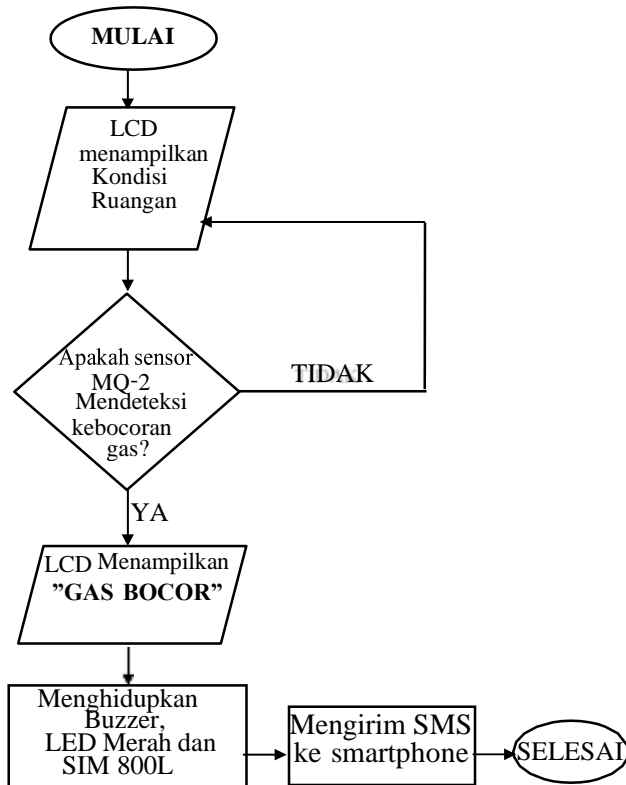 MULAI
LCD
menampilkan
Kondisi
Ruangan
Apakah sensor
MQ-2
Mendeteksi
kebocoran
gas?
TIDAK
YA
LCD Menampilkan
”GAS BOCOR”
Menghidupkan
Buzzer,
LED Merah dan
SIM 800L
Mengirim SMS
ke smartphone
SELESAI